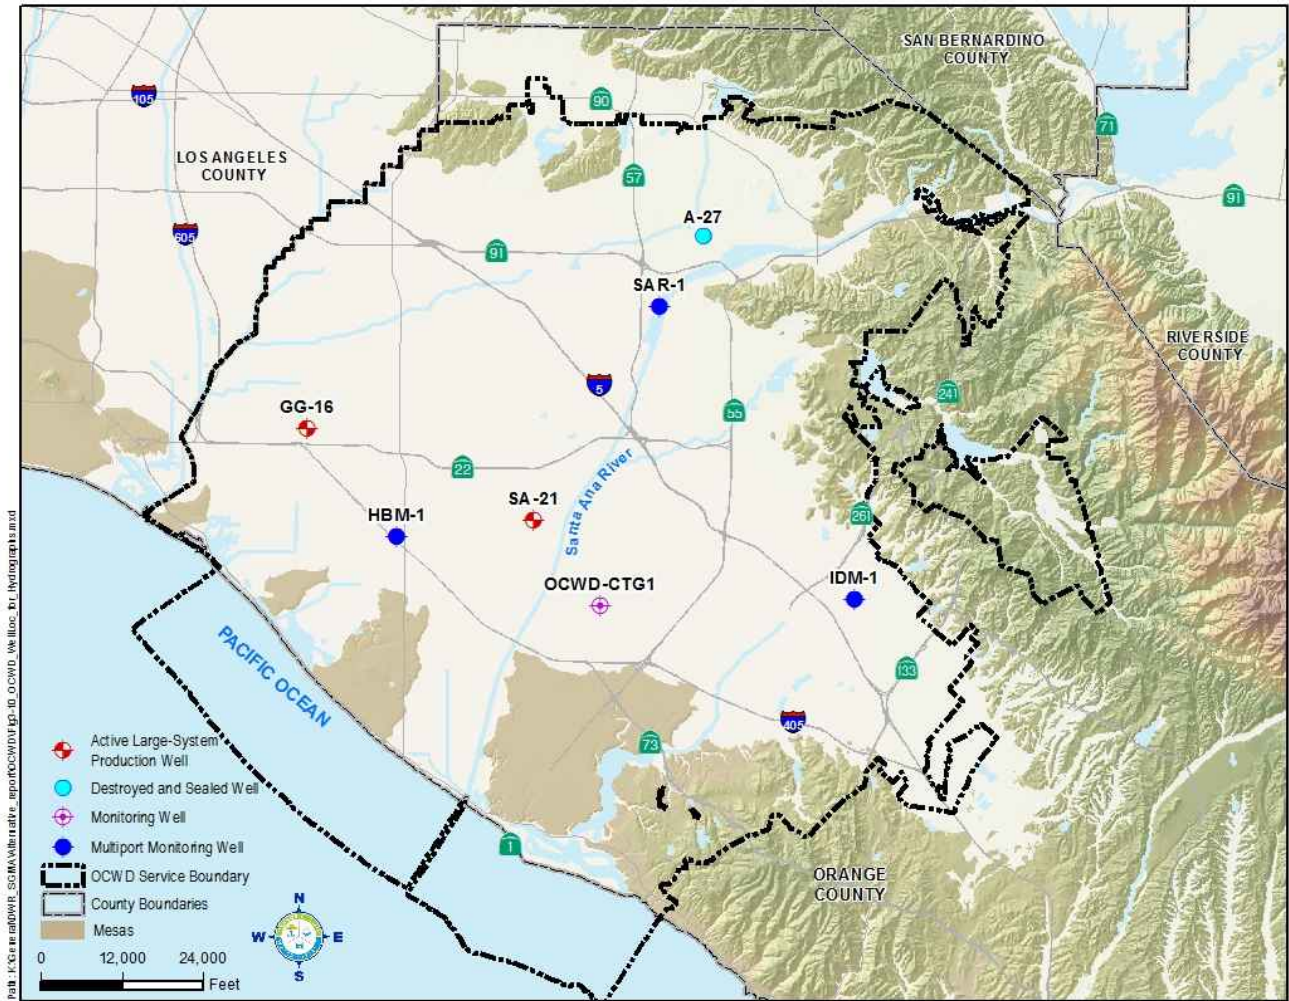 SAN BERNARDINO
COUNTY
105
90
71
LOS ANGELES
COUNTY
57
91
605
A-27
91
SAR-1
RIVERSIDE
COUNTY
5
241
GG-16
55
22
Santa Ana River
SA-21
HBM-1
261
OCWD-CTG1
IDM-1
PACIFIC OCEAN
133
405
73
1
ORANGE
COUNTY
Active Large-System
Production Well
Destroyed and Sealed Well
Monitoring Well
Multiport Monitoring Well
OCWD Service Boundary
County Boundaries
Mesas
N
W
E
S
0
12,000
24,000
Feet